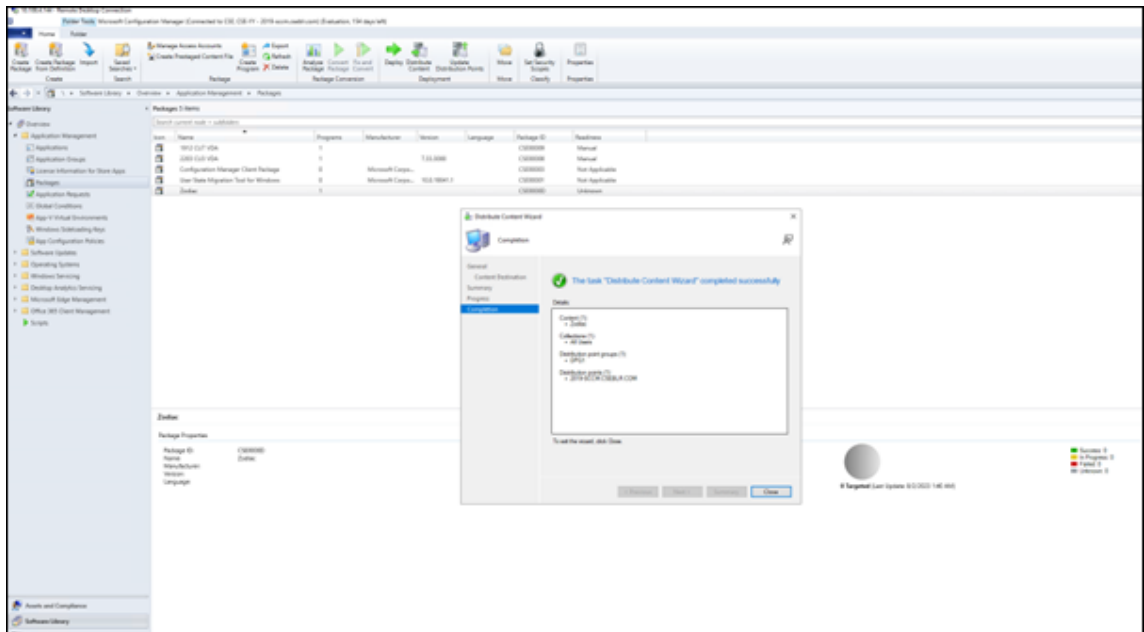 Remote Desktop Connection
Folder Tools Microsoft Configuration Manager (Connected to
Home Folder
Create Package
Create Package from Definition
Import
Saved Searches
Manage Access Accounts
Create Prestaged Content File
Create Program
Export
Refresh
Delete
Analyze Package
Convert Package
Fix and Convert
Deploy
Distribute Content
Update Distribution Points
Move
Set Security Scopes
Properties
Create Search Package Package Conversion Deployment Move Classify Properties
Software Library Overview Application Management Packages
Software Library
Packages 5 items
Search current node + subfolders
Overview
Application Management
Applications
Application Groups
License Information for Store Apps
Packages
Application Requests
Global Conditions
App-V Virtual Environments
Windows Sideloading Keys
App Configuration Policies
Software Updates
Operating Systems
Windows Servicing
Desktop Analytics Servicing
Microsoft Edge Management
Office 365 Client Management
Scripts
Icon Name Programs Manufacturer Version Language Package ID Readiness
1912 CU7 VDA 1 Manual
2203 CU3 VDA 1 Manual
Configuration Manager Client Package 0 Microsoft Corpo... Not Applicable
User State Migration Tool for Windows 0 Microsoft Corpo... Not Applicable
Zodiac 1 Unknown
Distribute Content Wizard
Completion
General
Content Destination
Summary
Progress
Completion
The task "Distribute Content Wizard" completed successfully
Details:
Content (1):
• Zodiac
Collections (1):
• All Users
Distribution point groups (1):
Distribution points (1):
To exit the wizard, click Close.
< Previous Next > Summary Close
Zodiac
Package Properties
Package ID:
Name: Zodiac
Manufacturer:
Version:
Language:
Success: 0
In Progress: 0
Failed: 0
Unknown: 0
0 Targeted (Last Update:
Assets and Compliance
Software Library